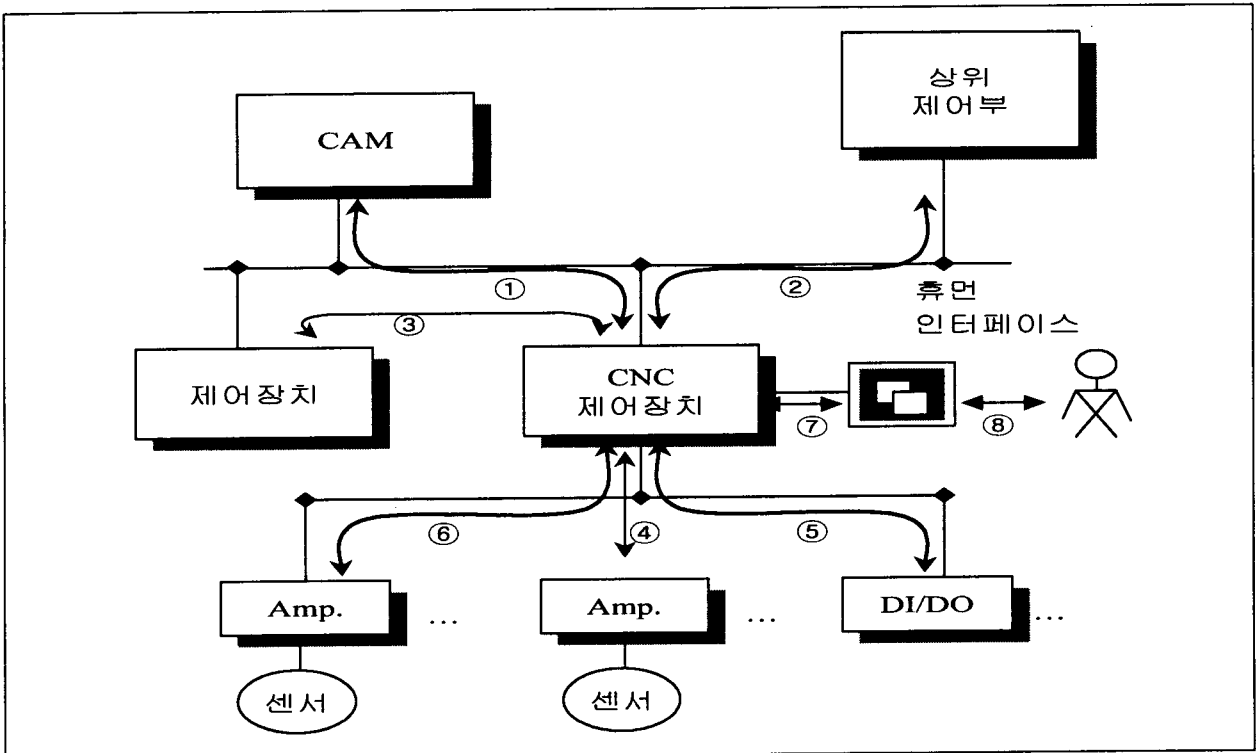 상위
제어부
CAM
①
②
휴먼
인터페이스
③
제어장치
CNC
제어장치
⑦
⑧
⑥
④
⑤
Amp.
...
Amp.
...
DI/DO
...
센서
센서